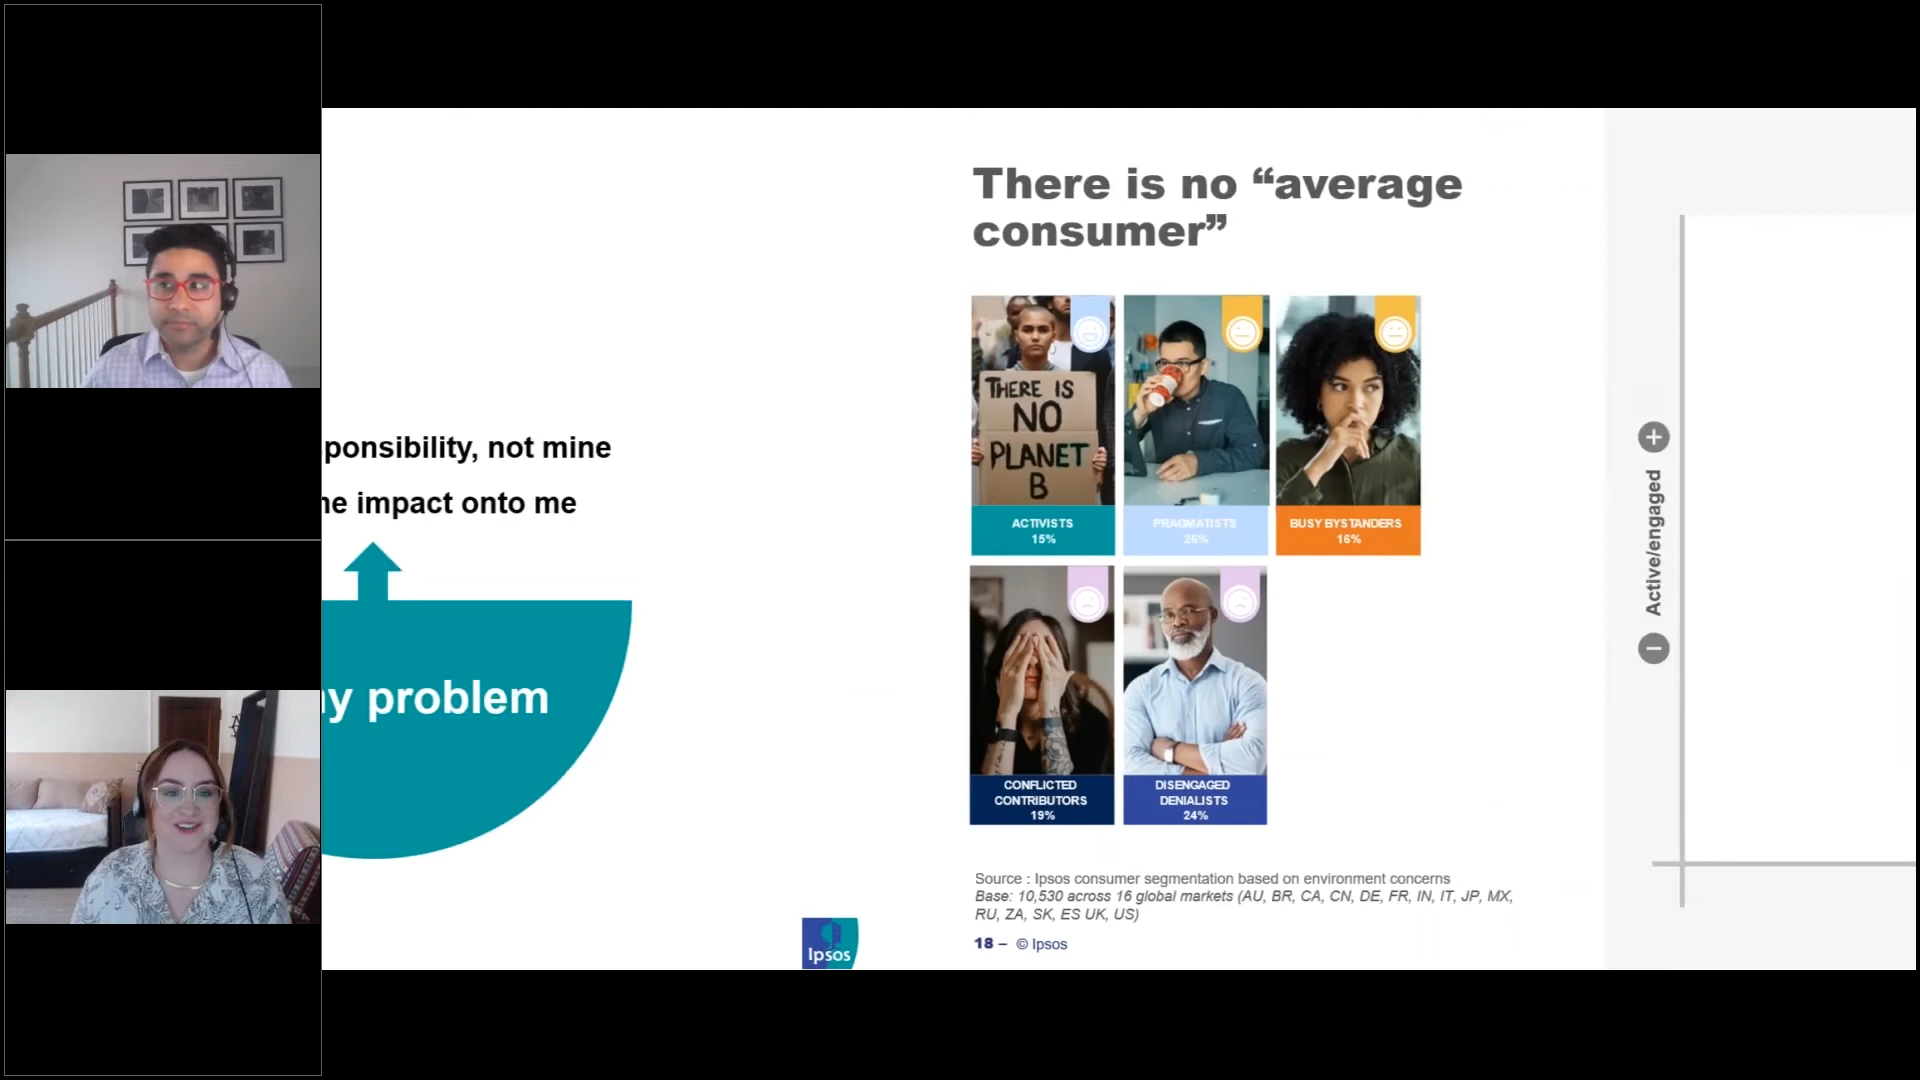 ponsibility, not mine
ne impact onto me
y problem
Ipsos
There is no “average
consumer”
THERE IS
NO
PLANET
B
ACTIVISTS
15%
PRAGMATISTS
26%
BUSY BYSTANDERS
16%
CONFLICTED
CONTRIBUTORS
19%
DISENGAGED
DENIALISTS
24%
Source : Ipsos consumer segmentation based on environment concerns
Base: 10,530 across 16 global markets (AU, BR, CA, CN, DE, FR, IN, IT, JP, MX,
RU, ZA, SK, ES UK, US)
18 – © Ipsos
Active/engaged